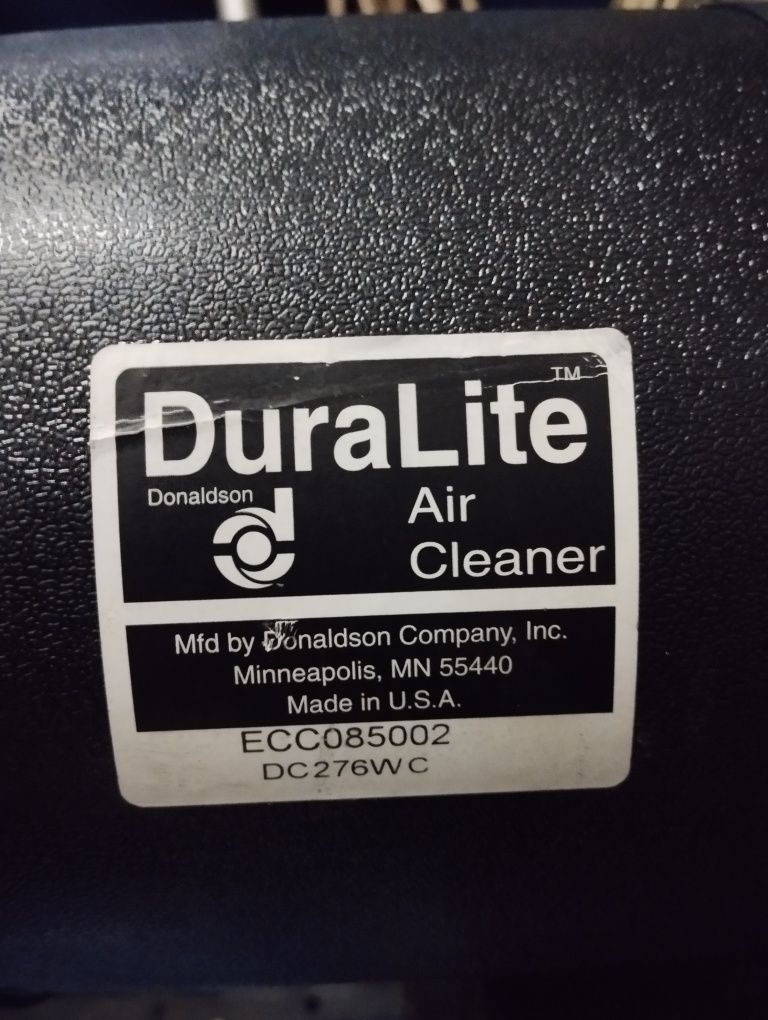 DuraLite™
Donaldson
Air
Cleaner
Mfd by Donaldson Company, Inc.
Minneapolis, MN 55440
Made in U.S.A.
ECC085002
DC276WC